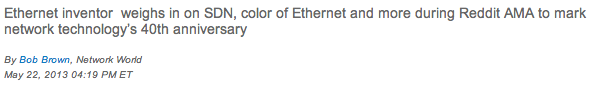 Ethernet inventor  weighs in on SDN, color of Ethernet and more during Reddit AMA to mark
network technology’s 40th anniversary
By Bob Brown, Network World
May 22, 2013 04:19 PM ET